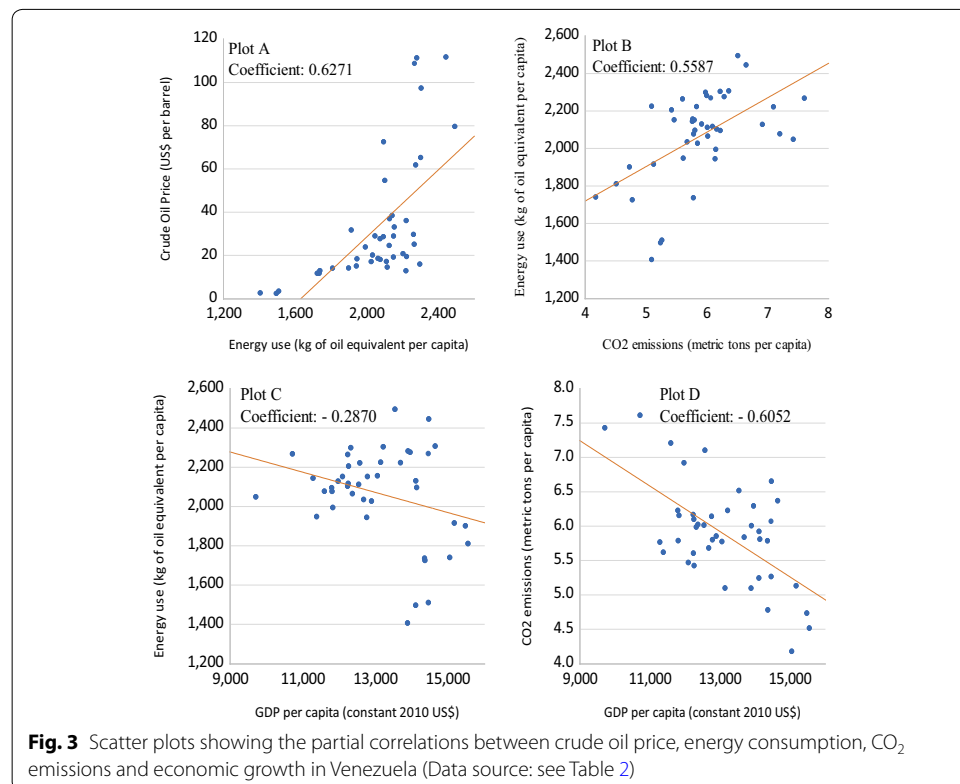 Plot A
Coefficient: 0.6271
Crude Oil Price (US$ per barrel)
120
100
80
60
40
20
0
1,200 1,600 2,000 2,400
Energy use (kg of oil equivalent per capita)
Plot B
Coefficient: 0.5587
Energy use (kg of oil equivalent per capita)
2,600
2,400
2,200
2,000
1,800
1,600
1,400
1,200
4 5 6 7 8
CO2 emissions (metric tons per capita)
Plot C
Coefficient: - 0.2870
Energy use (kg of oil equivalent per capita)
2,600
2,400
2,200
2,000
1,800
1,600
1,400
1,200
9,000 11,000 13,000 15,000
GDP per capita (constant 2010 US$)
Plot D
Coefficient: - 0.6052
CO2 emissions (metric tons per capita)
8.0
7.5
7.0
6.5
6.0
5.5
5.0
4.5
4.0
9,000 11,000 13,000 15,000
GDP per capita (constant 2010 US$)
Fig. 3 Scatter plots showing the partial correlations between crude oil price, energy consumption, CO₂
emissions and economic growth in Venezuela (Data source: see Table 2)